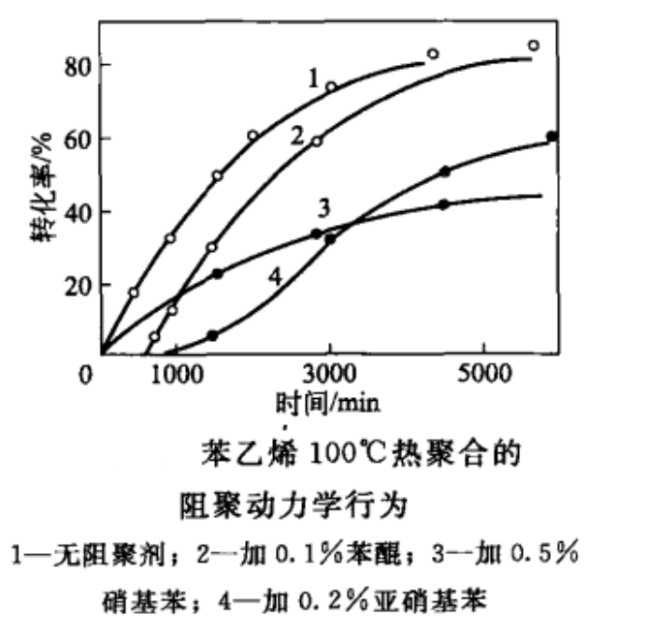 80
60
40
20
转化率/%
1
2
3
4
0 1000 3000 5000
时间/min
苯乙烯 100℃热聚合的
阻聚动力学行为
1—无阻聚剂；2—加 0.1%苯醌；3—加 0.5%
硝基苯；4—加 0.2%亚硝基苯